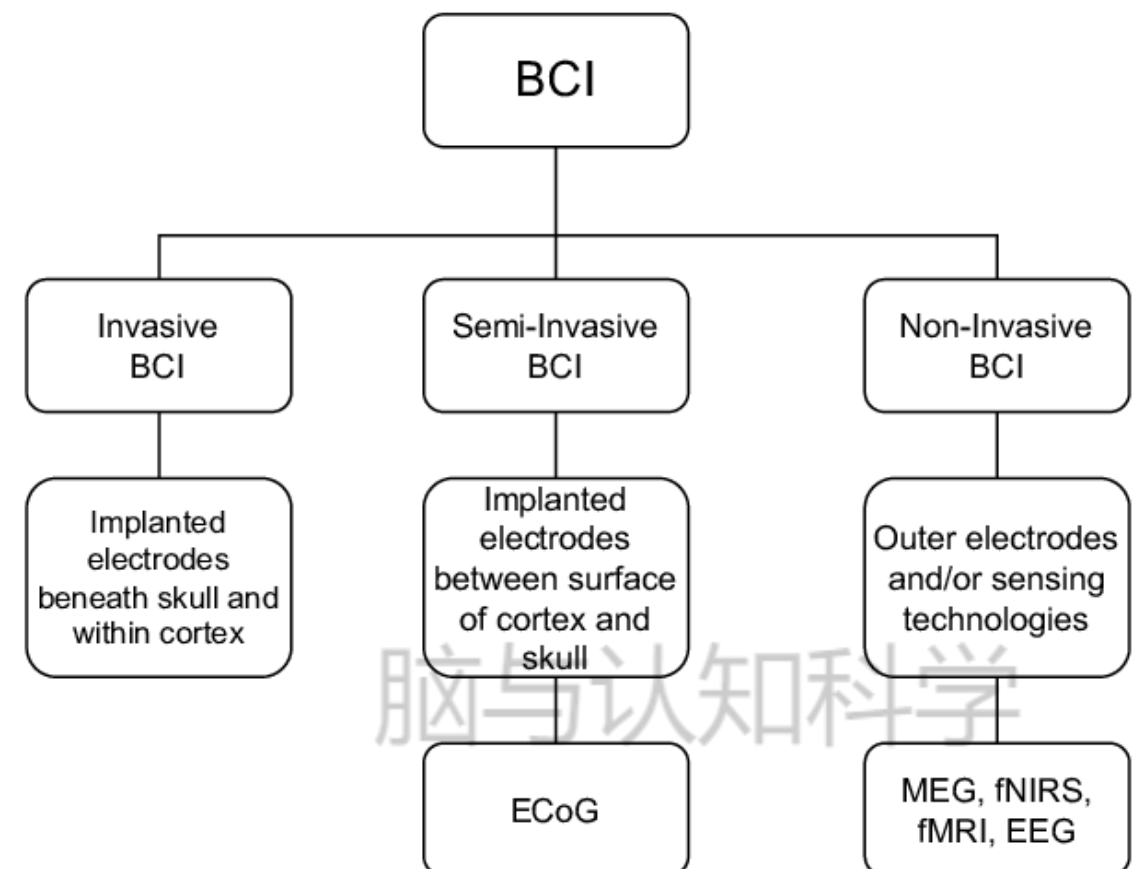 BCI
Invasive
BCI
Semi-Invasive
BCI
Non-Invasive
BCI
Implanted
electrodes
beneath skull and
within cortex
Implanted
electrodes
between surface
of cortex and
skull
Outer electrodes
and/or sensing
technologies
脑与认知科学
ECoG
MEG, fNIRS,
fMRI, EEG